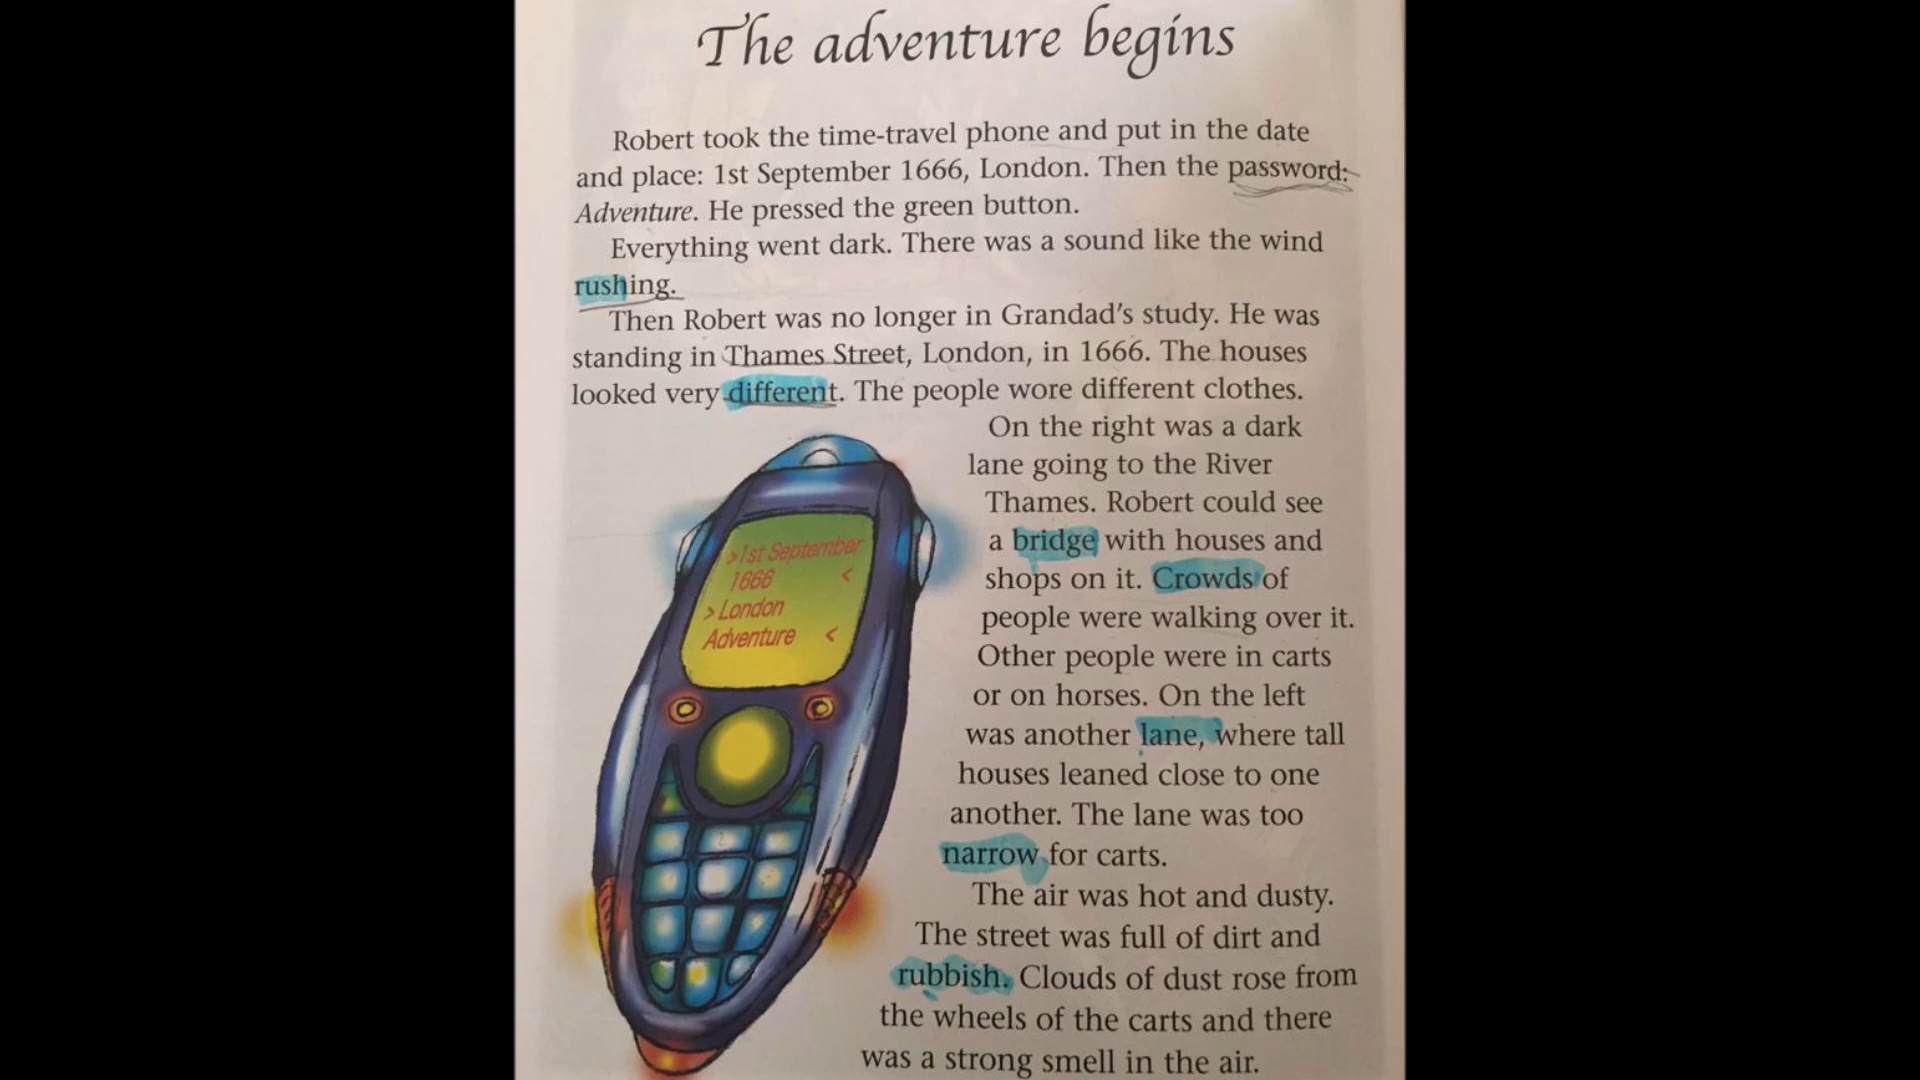 The adventure begins
Robert took the time-travel phone and put in the date
and place: 1st September 1666, London. Then the password:
Adventure. He pressed the green button.
Everything went dark. There was a sound like the wind
rushing.
Then Robert was no longer in Grandad's study. He was
standing in Thames Street, London, in 1666. The houses
looked very different. The people wore different clothes.
On the right was a dark
lane going to the River
Thames. Robert could see
a bridge with houses and
shops on it. Crowds of
people were walking over it.
Other people were in carts
or on horses. On the left
was another lane, where tall
houses leaned close to one
another. The lane was too
narrow for carts.
The air was hot and dusty.
The street was full of dirt and
rubbish. Clouds of dust rose from
the wheels of the carts and there
was a strong smell in the air.
>1st September
1666 <
>London
Adventure <